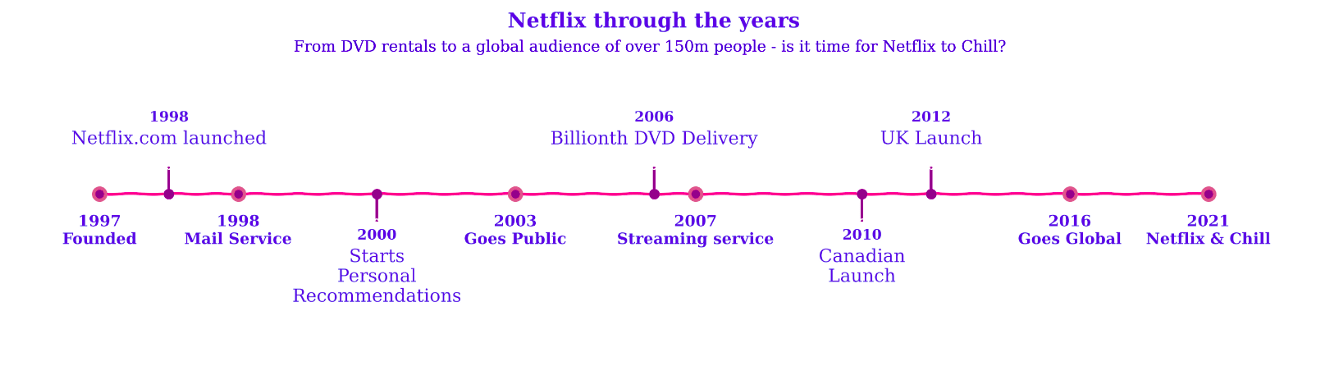 Netflix through the years
From DVD rentals to a global audience of over 150m people - is it time for Netflix to Chill?
1998
Netflix.com launched
2006
Billionth DVD Delivery
2012
UK Launch
1997
Founded
1998
Mail Service
2000
Starts
Personal
Recommendations
2003
Goes Public
2007
Streaming service
2010
Canadian
Launch
2016
Goes Global
2021
Netflix & Chill